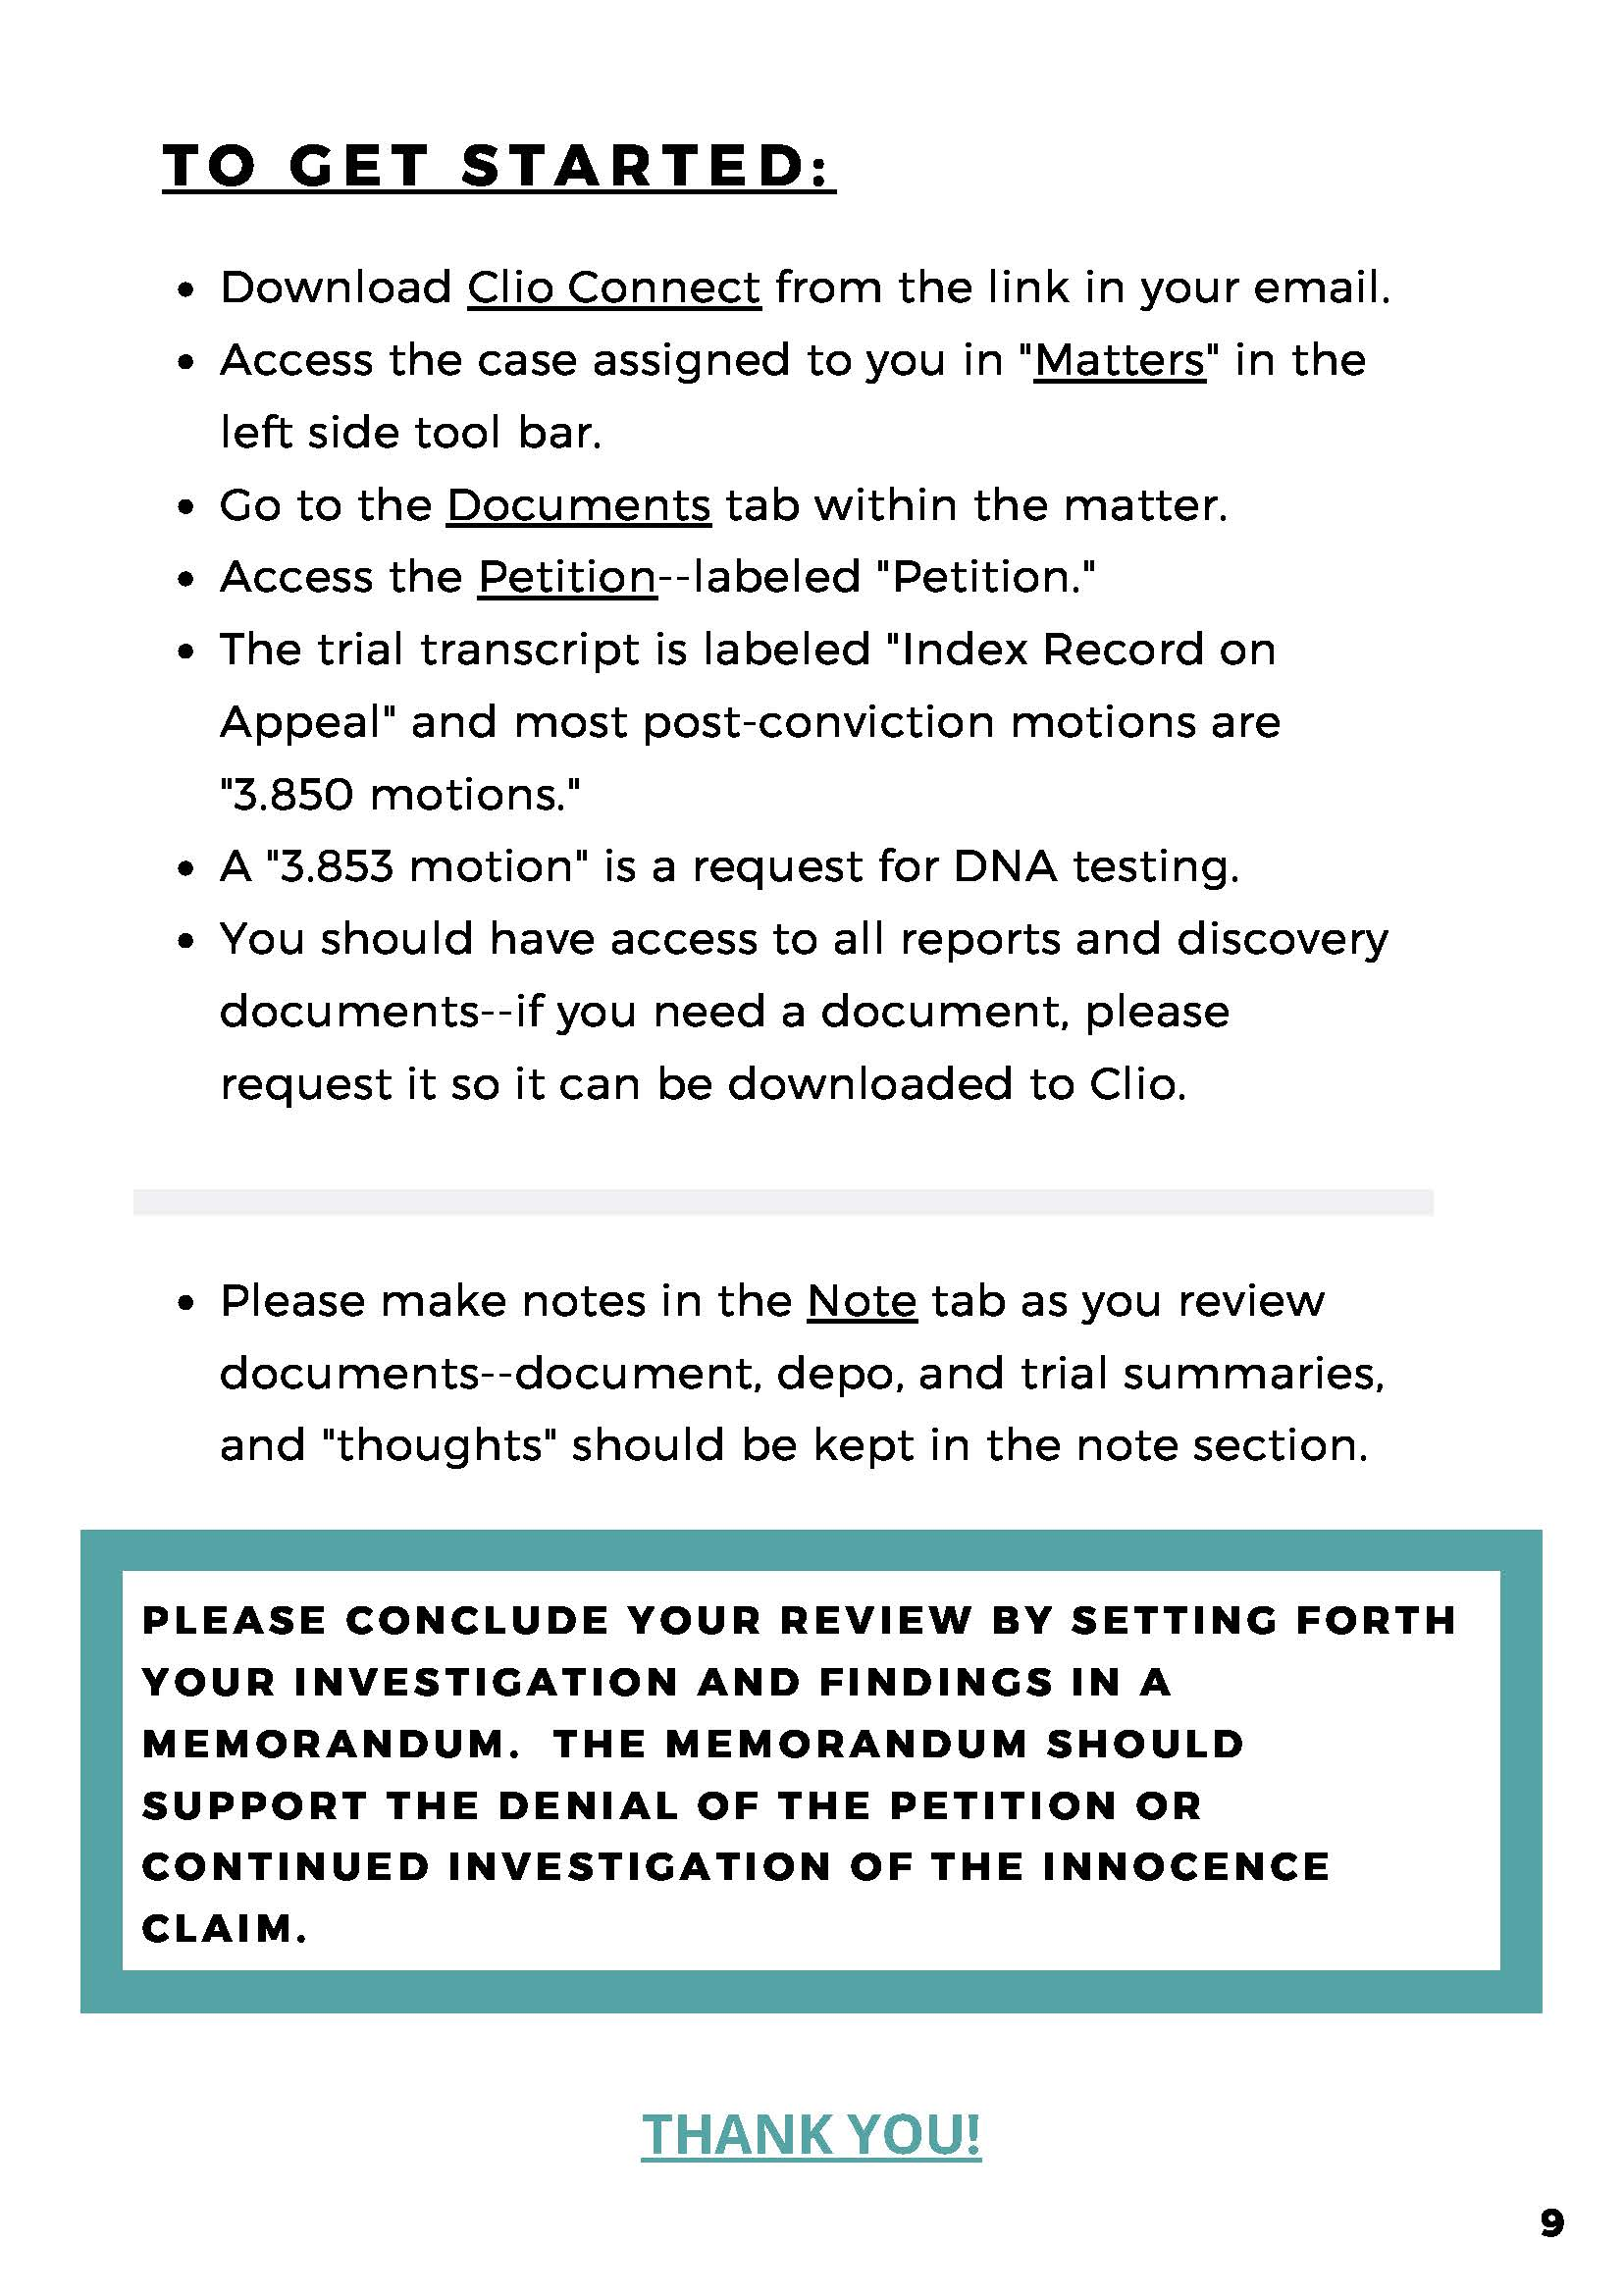 TO GET STARTED:
• Download Clio Connect from the link in your email.
• Access the case assigned to you in "Matters" in the
left side tool bar.
• Go to the Documents tab within the matter.
• Access the Petition--labeled "Petition."
• The trial transcript is labeled "Index Record on
Appeal" and most post-conviction motions are
"3.850 motions."
• A "3.853 motion" is a request for DNA testing.
• You should have access to all reports and discovery
documents--if you need a document, please
request it so it can be downloaded to Clio.
• Please make notes in the Note tab as you review
documents--document, depo, and trial summaries,
and "thoughts" should be kept in the note section.
PLEASE CONCLUDE YOUR REVIEW BY SETTING FORTH
YOUR INVESTIGATION AND FINDINGS IN A
MEMORANDUM. THE MEMORANDUM SHOULD
SUPPORT THE DENIAL OF THE PETITION OR
CONTINUED INVESTIGATION OF THE INNOCENCE
CLAIM.
THANK YOU!
9